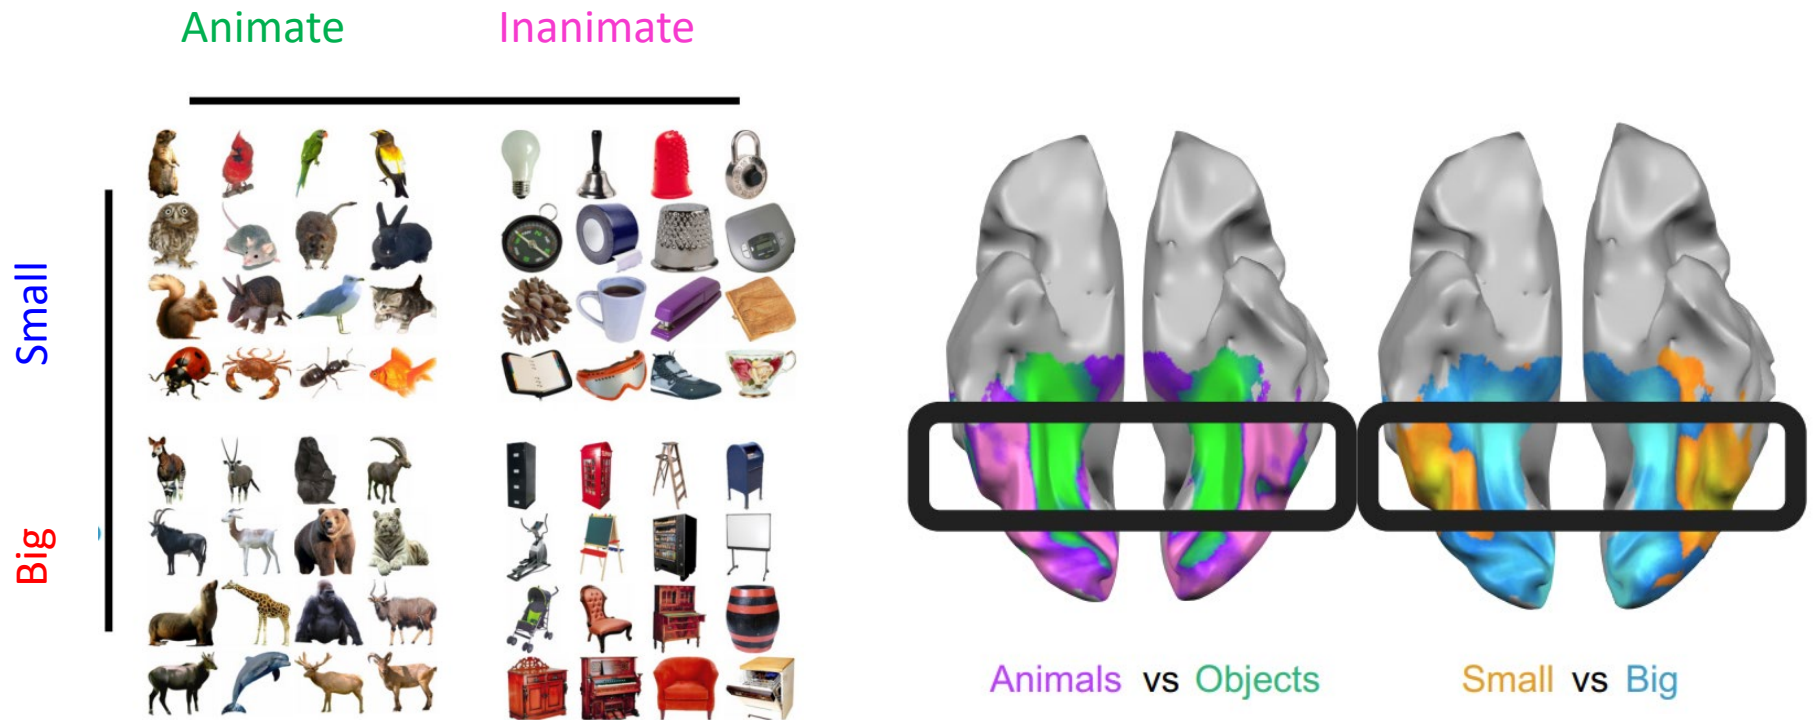 Animate Inanimate
Small
Big
Animals vs Objects
Small vs Big